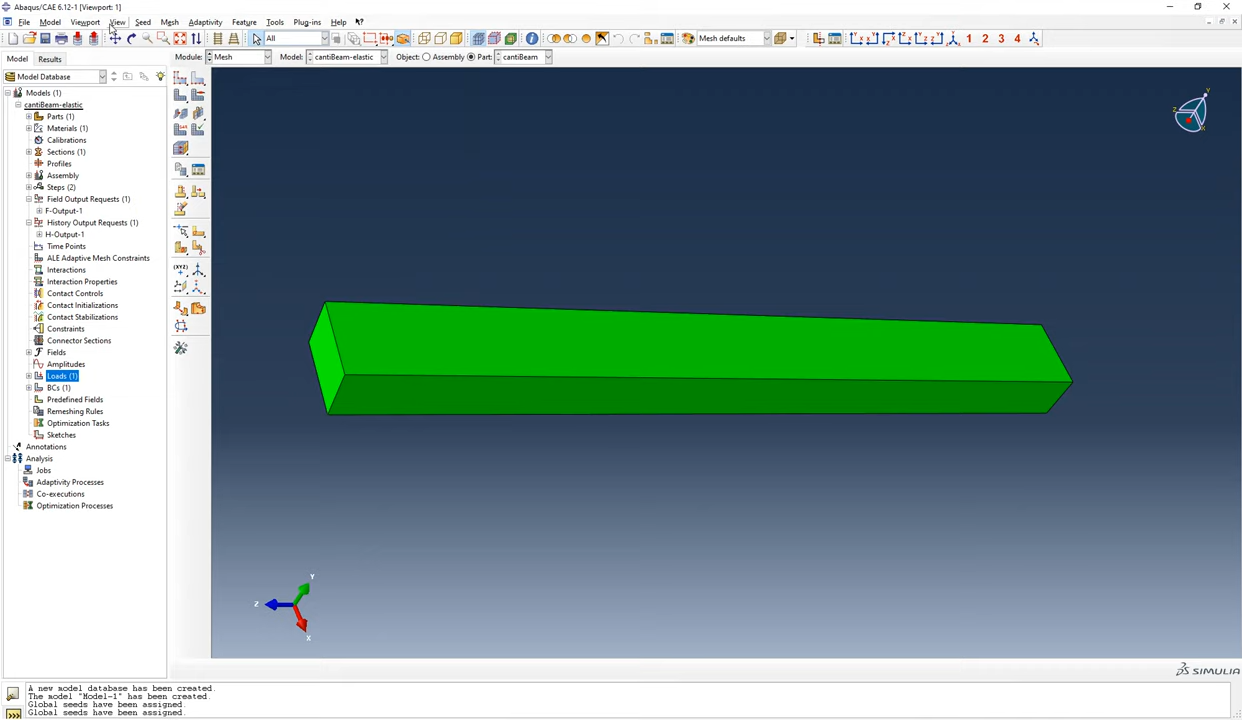 Abaqus/CAE 6.12-1 [Viewport: 1]
File Model Viewport View Seed Mesh Adaptivity Feature Tools Plug-ins Help
All Mesh defaults 1 2 3 4
Model Results Module: Mesh Model: cantiBeam-elastic Object: Assembly Part: cantiBeam
Model Database
Models (1)
cantiBeam-elastic
Parts (1)
Materials (1)
Calibrations
Sections (1)
Profiles
Assembly
Steps (2)
Field Output Requests (1)
F-Output-1
History Output Requests (1)
H-Output-1
Time Points
ALE Adaptive Mesh Constraints
Interactions
Interaction Properties
Contact Controls
Contact Initializations
Contact Stabilizations
Constraints
Connector Sections
Fields
Amplitudes
Loads (1)
BCs (1)
Predefined Fields
Remeshing Rules
Optimization Tasks
Sketches
Annotations
Analysis
Jobs
Adaptivity Processes
Co-executions
Optimization Processes
Y
Z
X
Y
Z
X
SIMULIA
A new model database has been created.
The model "Model-1" has been created.
Global seeds have been assigned.
Global seeds have been assigned.